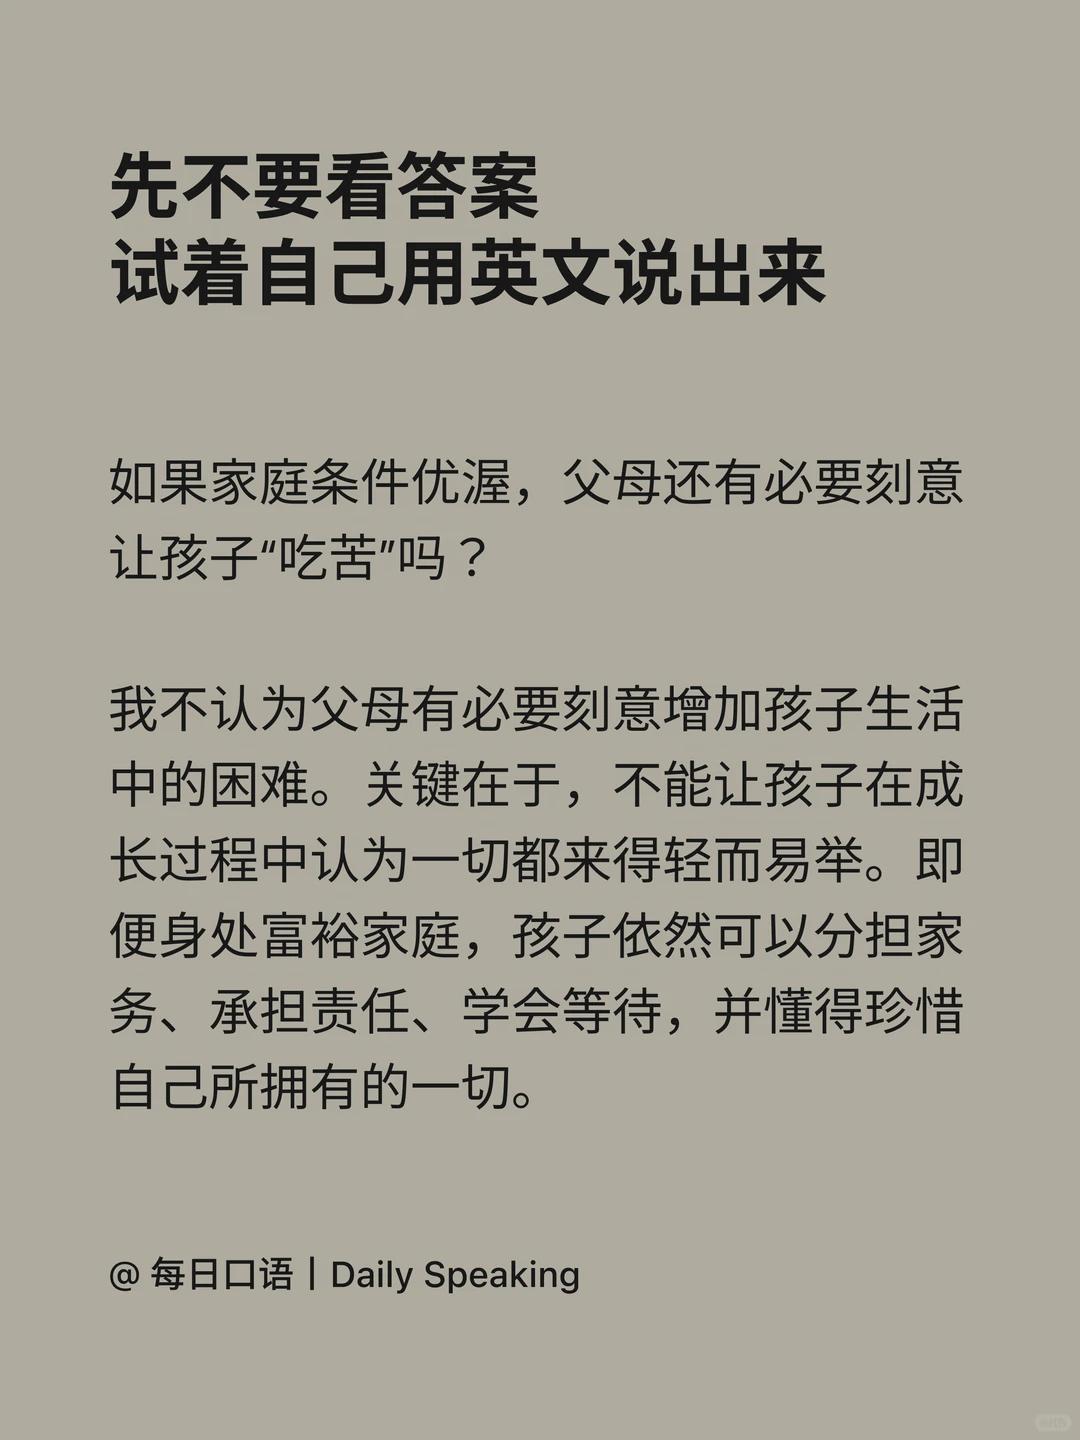 先不要看答案
试着自己用英文说出来
如果家庭条件优渥，父母还有必要刻意
让孩子“吃苦”吗？
我不认为父母有必要刻意增加孩子生活
中的困难。关键在于，不能让孩子在成
长过程中认为一切都来得轻而易举。即
便身处富裕家庭，孩子依然可以分担家
务、承担责任、学会等待，并懂得珍惜
自己所拥有的一切。
@ 每日口语丨Daily Speaking